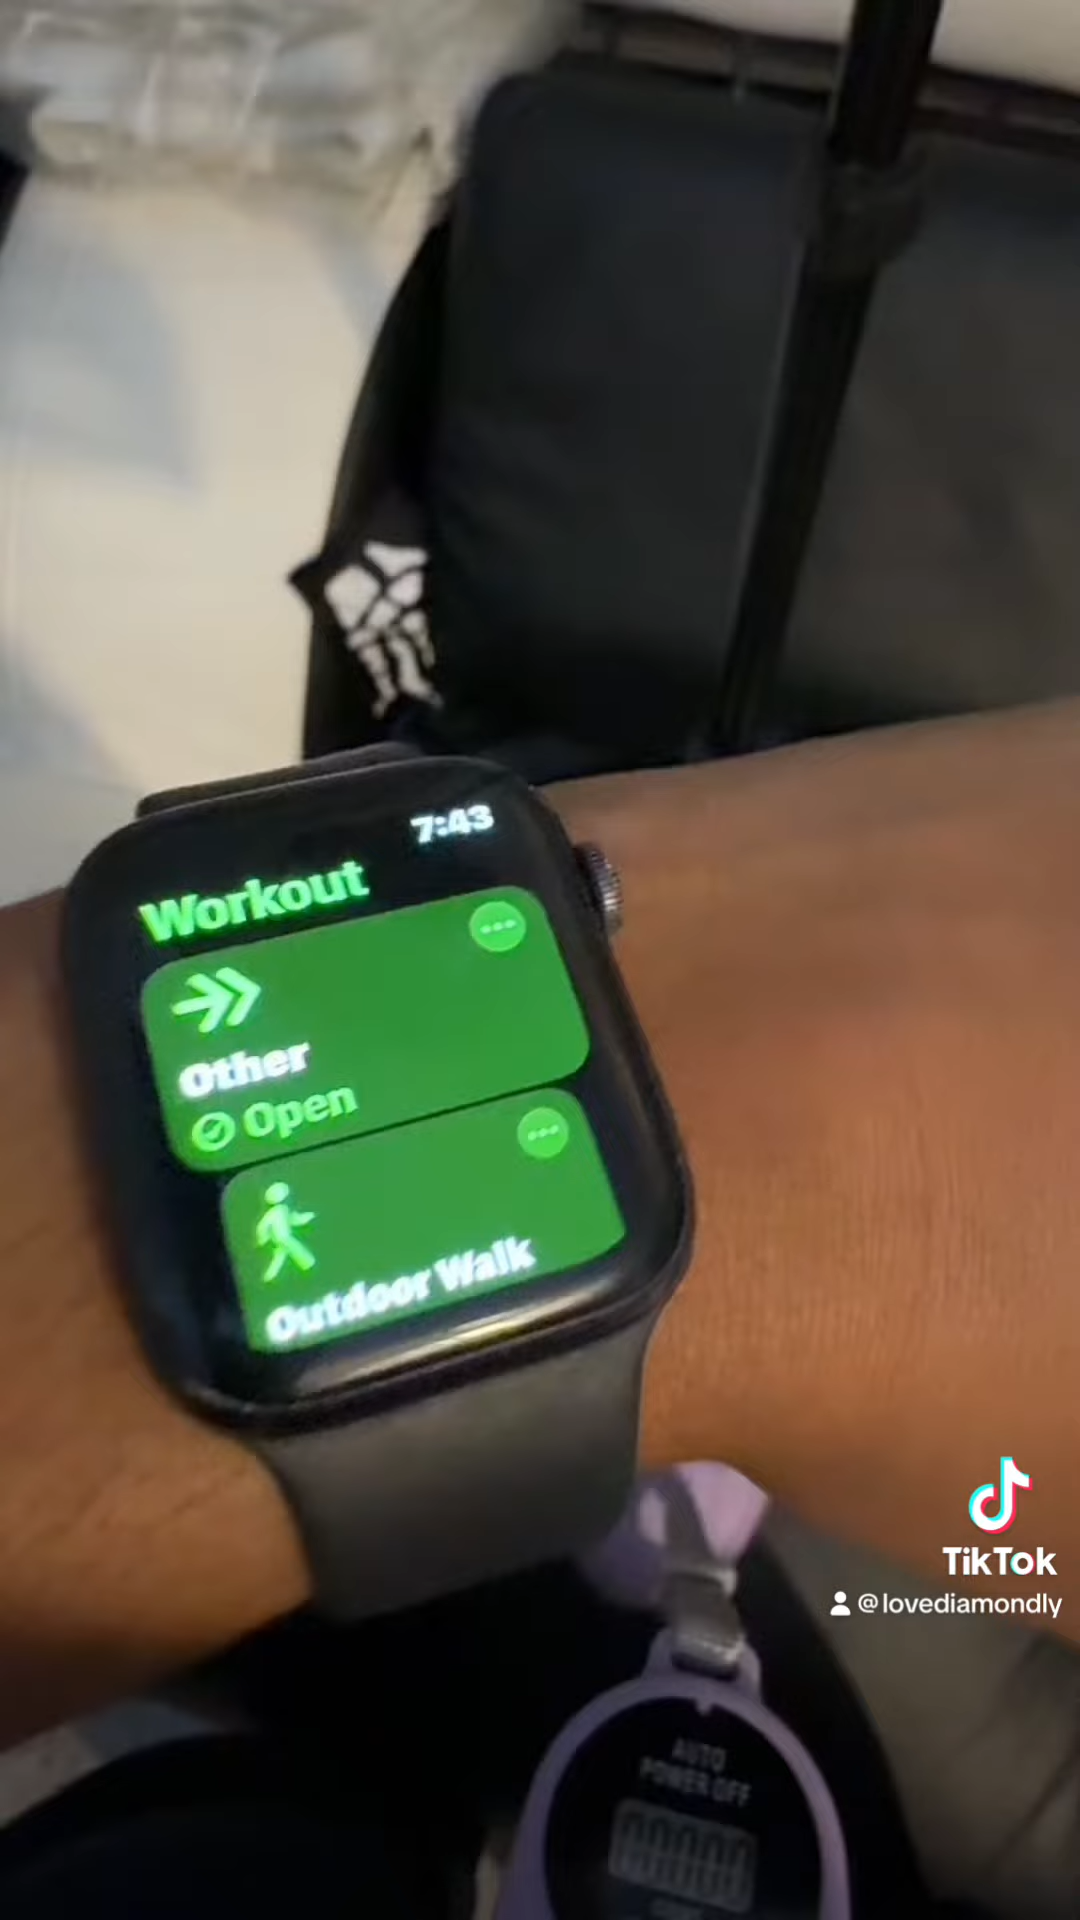 7:43
Workout
Other
Open
Outdoor Walk
TikTok
@lovediamondly
AUTO
POWER OFF